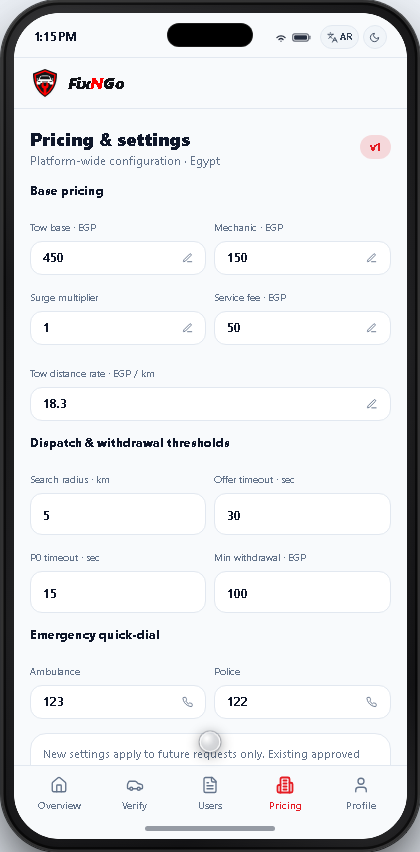 1:15 PM
AR
FixNGo
Pricing & settings
Platform-wide configuration · Egypt
v1
Base pricing
Tow base · EGP
Mechanic · EGP
450
150
Surge multiplier
Service fee · EGP
1
50
Tow distance rate · EGP / km
18.3
Dispatch & withdrawal thresholds
Search radius · km
Offer timeout · sec
5
30
P0 timeout · sec
Min withdrawal · EGP
15
100
Emergency quick-dial
Ambulance
Police
123
122
New settings apply to future requests only. Existing approved
Overview
Verify
Users
Pricing
Profile